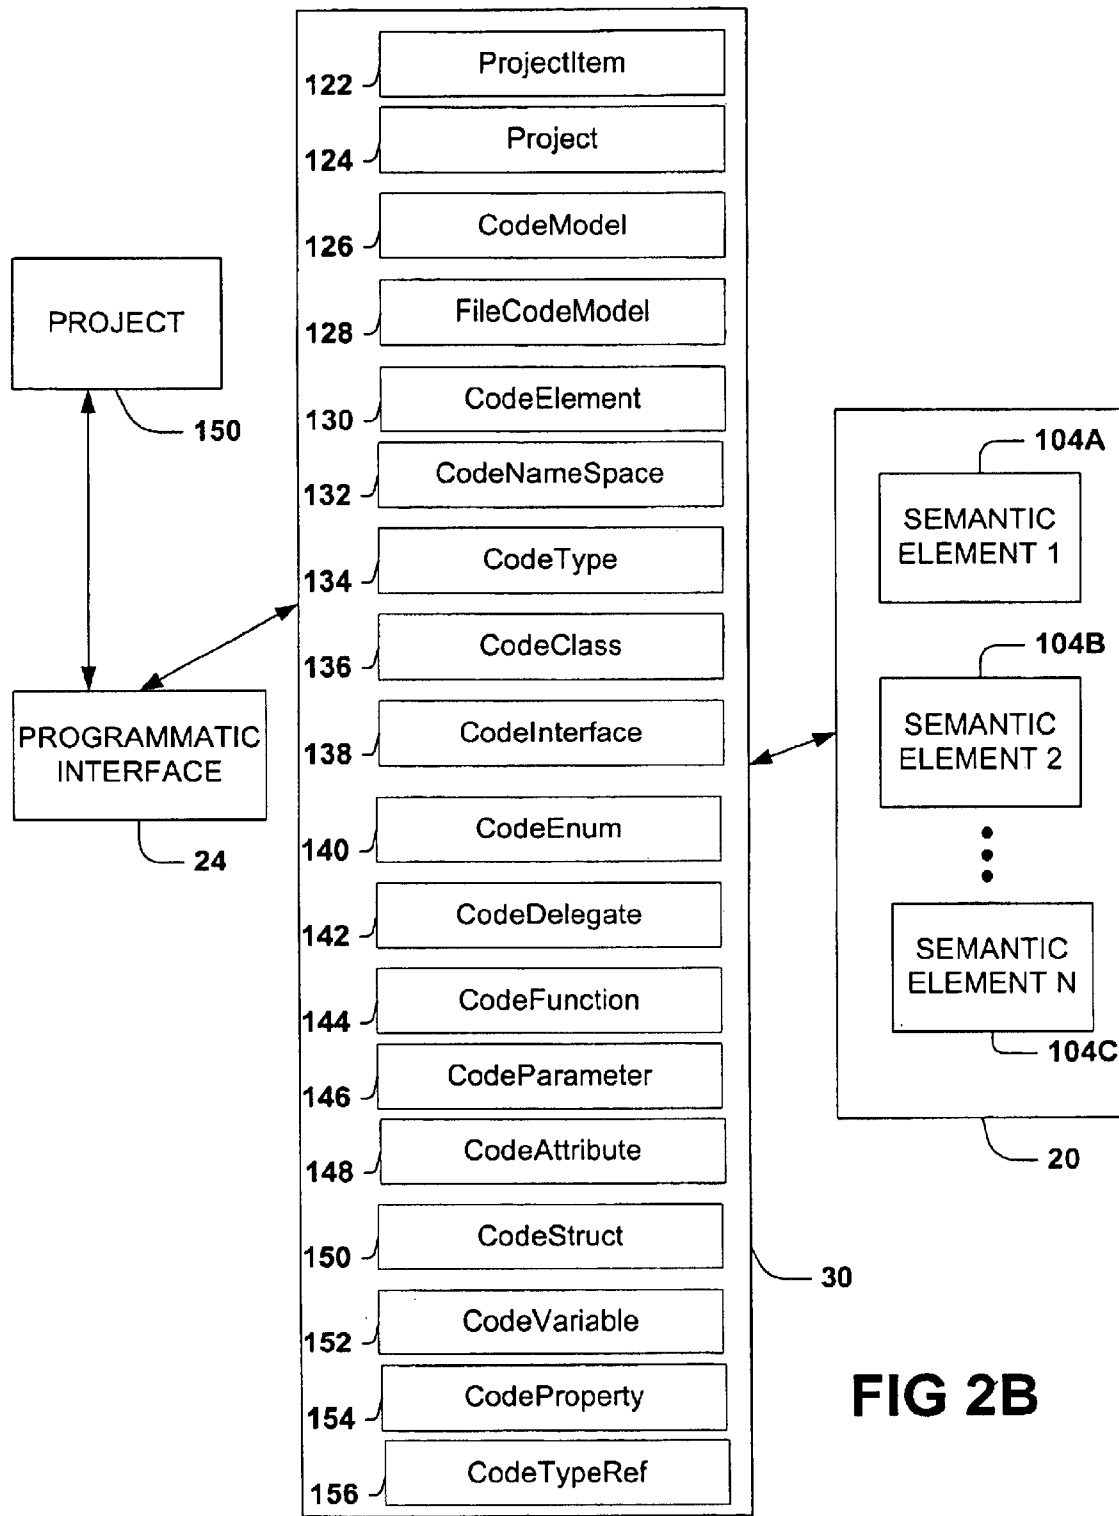 122
ProjectItem
124
Project
126
CodeModel
128
FileCodeModel
130
CodeElement
132
CodeNameSpace
134
CodeType
136
CodeClass
138
CodeInterface
140
CodeEnum
142
CodeDelegate
144
CodeFunction
146
CodeParameter
148
CodeAttribute
150
CodeStruct
152
CodeVariable
154
CodeProperty
156
CodeTypeRef
30
PROJECT
150
PROGRAMMATIC
INTERFACE
24
104A
SEMANTIC
ELEMENT 1
104B
SEMANTIC
ELEMENT 2
SEMANTIC
ELEMENT N
104C
20
FIG 2B